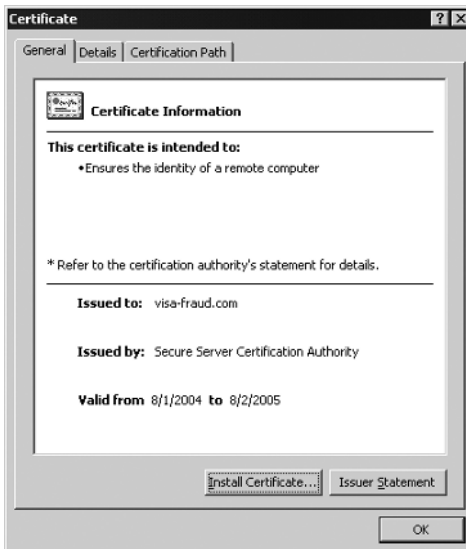 Certificate
General Details Certification Path
Certificate Information
This certificate is intended to:
•Ensures the identity of a remote computer
* Refer to the certification authority's statement for details.
Issued to: visa-fraud.com
Issued by: Secure Server Certification Authority
Valid from 8/1/2004 to 8/2/2005
Install Certificate... Issuer Statement
OK